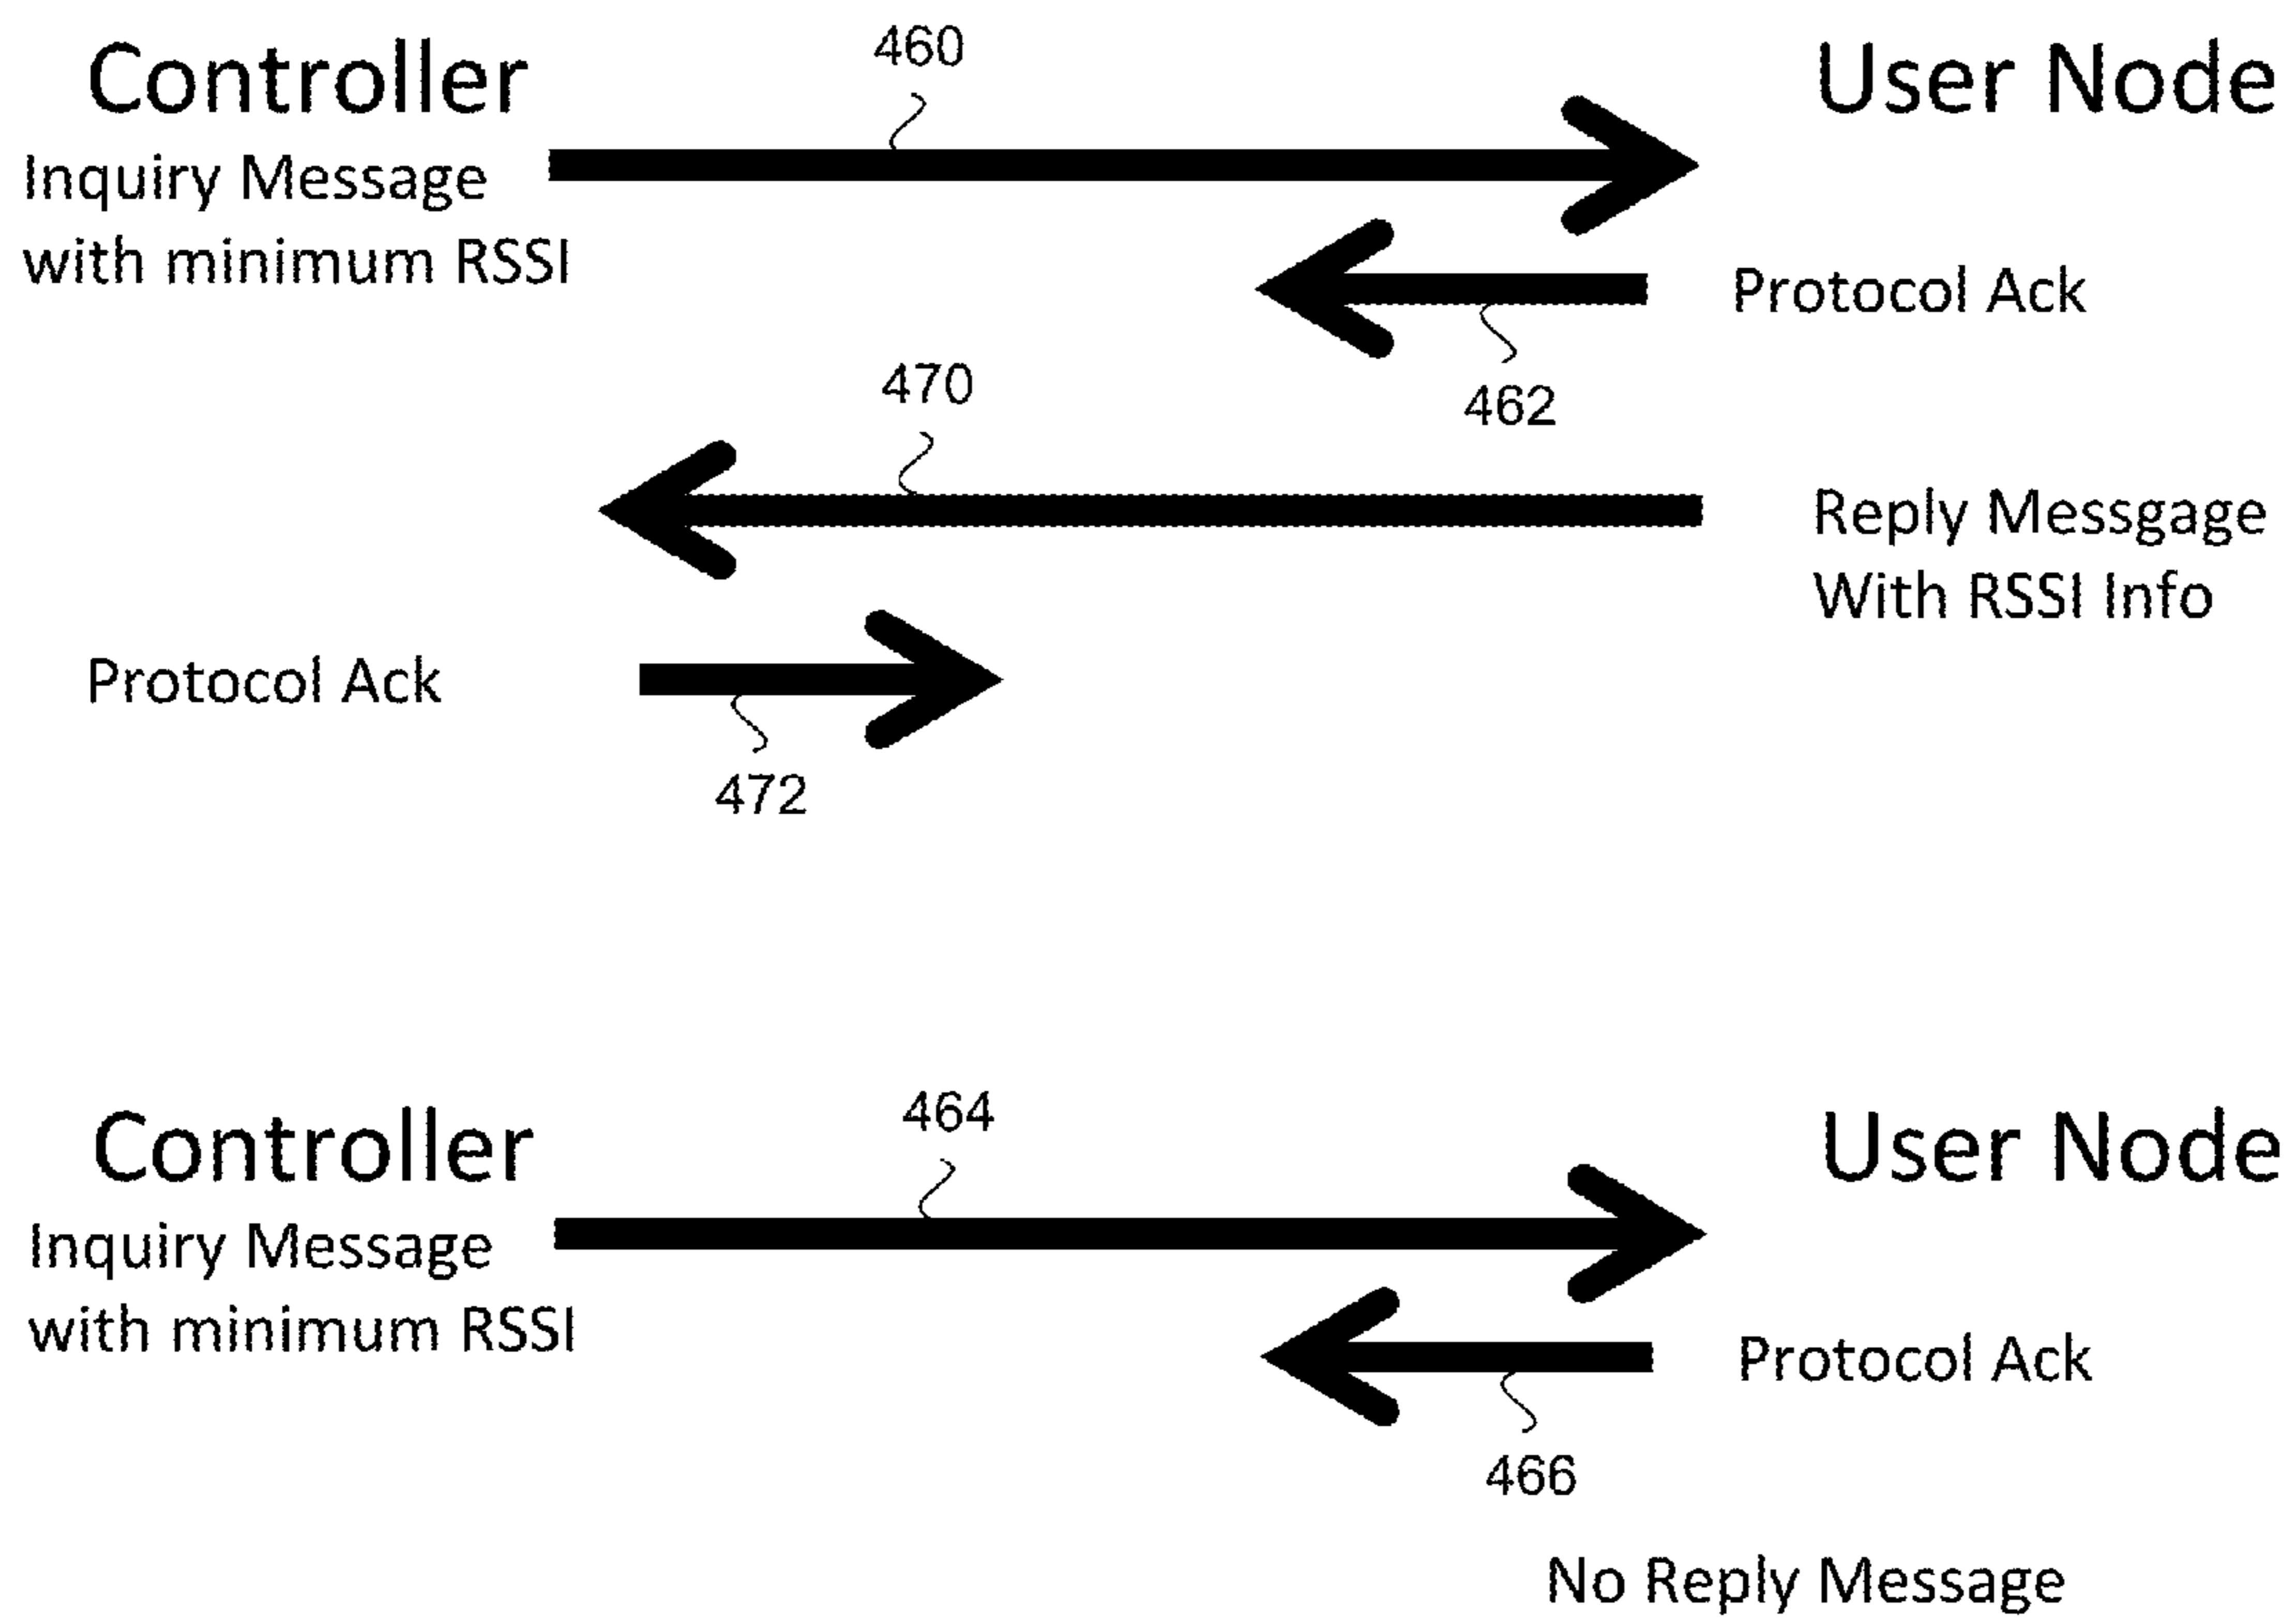 460
Controller
User Node
Inquiry Message
with minimum RSSI
Protocol Ack
462
470
Reply Messgage
With RSSI Info
Protocol Ack
472
464
Controller
User Node
Inquiry Message
with minimum RSSI
Protocol Ack
466
No Reply Message